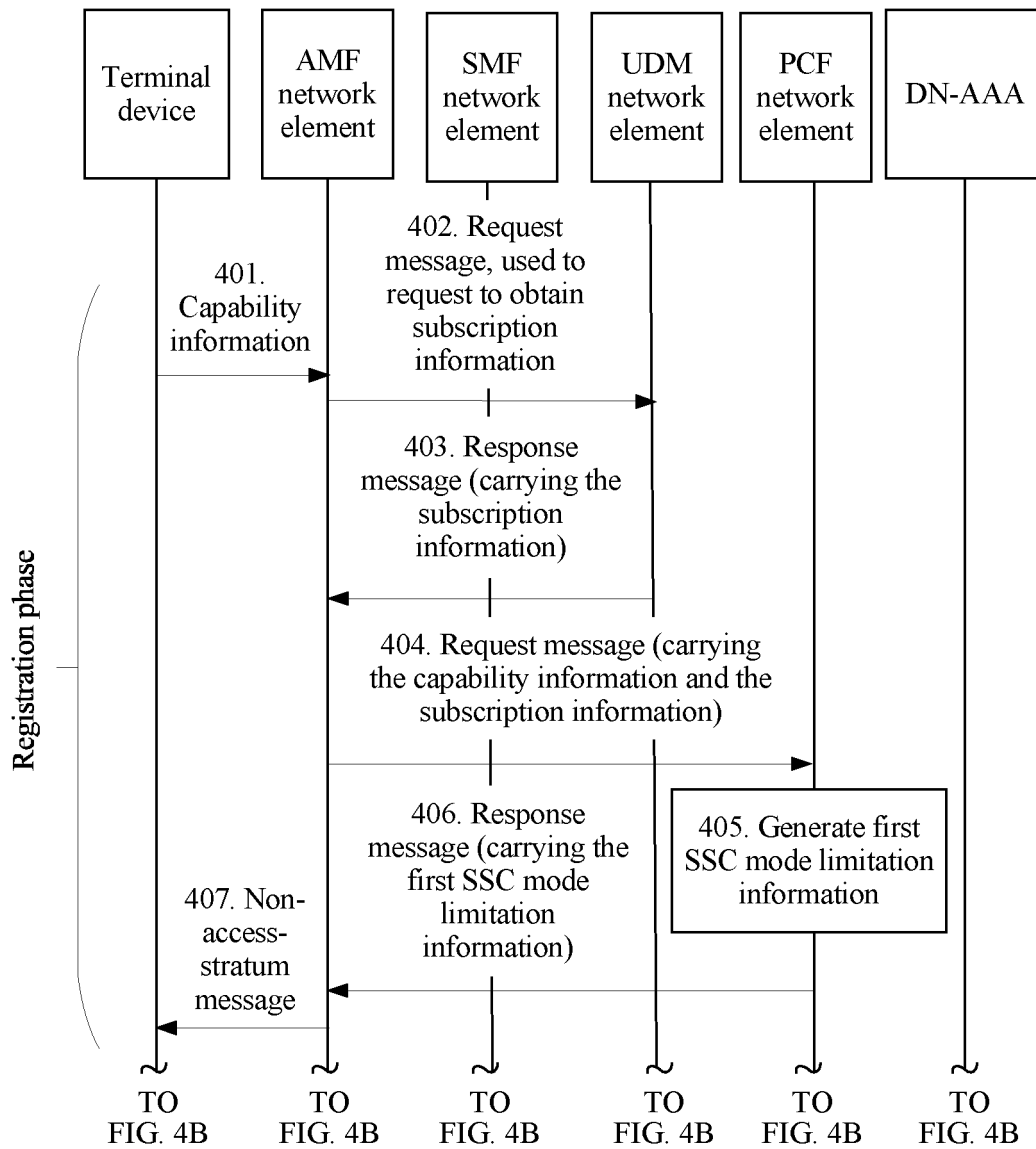 Terminal
device
AMF
network
element
SMF
network
element
UDM
network
element
PCF
network
element
DN-AAA
Registration phase
401.
Capability
information
402. Request
message, used to
request to obtain
subscription
information
403. Response
message (carrying the
subscription
information)
404. Request message (carrying
the capability information and the
subscription information)
405. Generate first
SSC mode limitation
information
406. Response
message (carrying the
first SSC mode
limitation
information)
407. Non-
access-
stratum
message
TO
FIG. 4B
TO
FIG. 4B
TO
FIG. 4B
TO
FIG. 4B
TO
FIG. 4B
TO
FIG. 4B